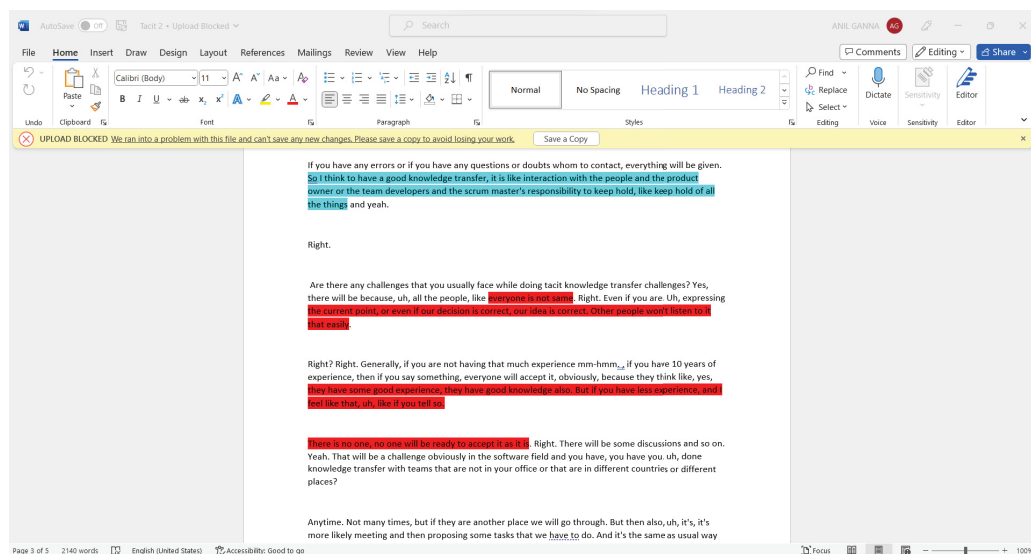 AutoSave Off Tacit 2 • Upload Blocked Search ANIL GANNA AG
File Home Insert Draw Design Layout References Mailings Review View Help Comments Editing Share
Paste Calibri (Body) 11 A A Aa A Normal No Spacing Heading 1 Heading 2 Find Replace Select Dictate Sensitivity Editor
B I U ab x₂ x² A A
Undo Clipboard Font Paragraph Styles Editing Voice Sensitivity Editor
UPLOAD BLOCKED We ran into a problem with this file and can't save any new changes. Please save a copy to avoid losing your work. Save a Copy
If you have any errors or if you have any questions or doubts whom to contact, everything will be given.
So I think to have a good knowledge transfer, it is like interaction with the people and the product
owner or the team developers and the scrum master's responsibility to keep hold, like keep hold of all
the things and yeah.
Right.
Are there any challenges that you usually face while doing tacit knowledge transfer challenges? Yes,
there will be because, uh, all the people, like everyone is not same. Right. Even if you are. Uh, expressing
the current point, or even if our decision is correct, our idea is correct. Other people won't listen to it
that easily.
Right? Right. Generally, if you are not having that much experience mm-hmm., if you have 10 years of
experience, then if you say something, everyone will accept it, obviously, because they think like, yes,
they have some good experience, they have good knowledge also. But if you have less experience, and I
feel like that, uh, like if you tell so.
There is no one, no one will be ready to accept it as it is. Right. There will be some discussions and so on.
Yeah. That will be a challenge obviously in the software field and you have, you have you. uh, done
knowledge transfer with teams that are not in your office or that are in different countries or different
places?
Anytime. Not many times, but if they are another place we will go through. But then also, uh, it's, it's
more likely meeting and then proposing some tasks that we have to do. And it's the same as usual way
Page 3 of 5 2140 words English (United States) Accessibility: Good to go Focus 100%